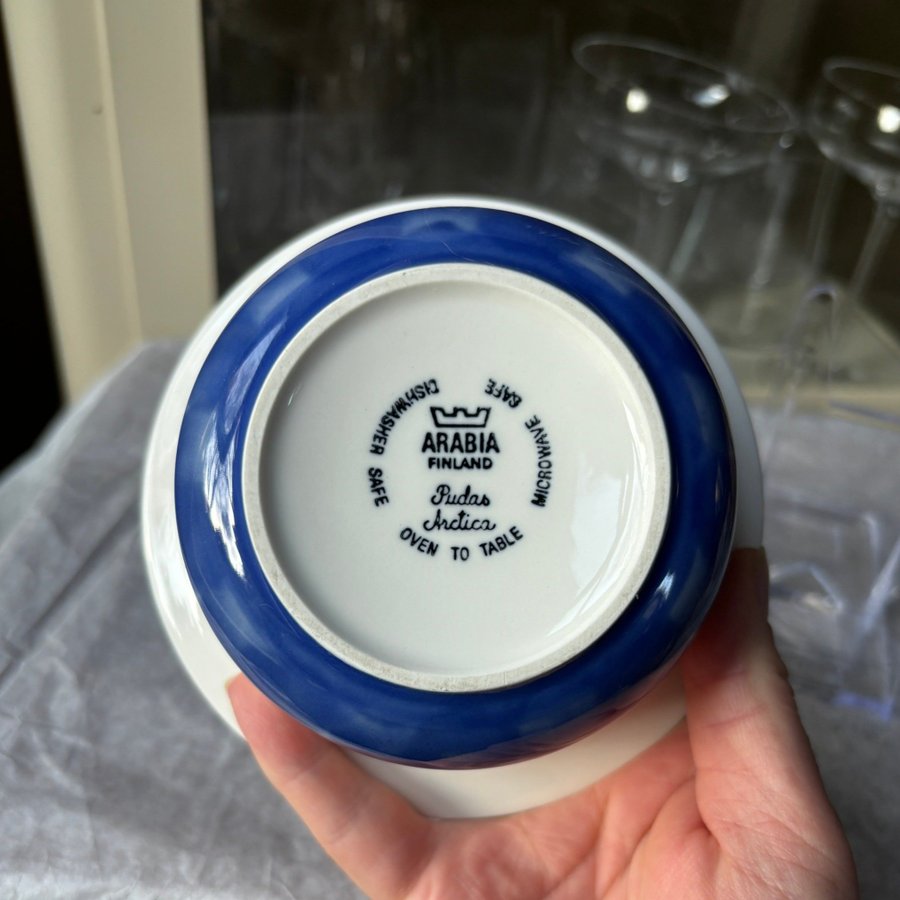 DISHWASHER SAFE
MICROWAVE SAFE
ARABIA
FINLAND
Pudas
Arctica
OVEN TO TABLE